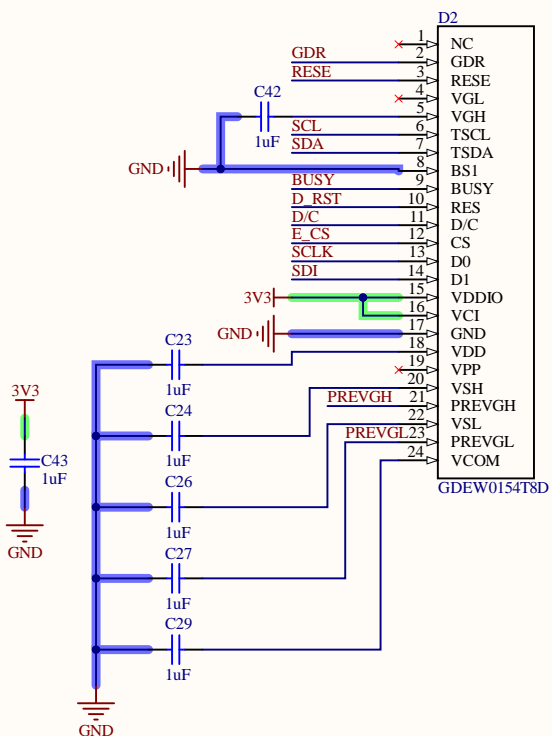 D2
1 NC
GDR 2 GDR
RESE 3 RESE
4 VGL
C42
1uF
5 VGH
SCL 6 TSCL
SDA 7 TSDA
GND 8 BS1
BUSY 9 BUSY
D_RST 10 RES
D/C 11 D/C
E_CS 12 CS
SCLK 13 D0
SDI 14 D1
3V3 15 VDDIO
16 VCI
GND 17 GND
18 VDD
19 VPP
20 VSH
PREVGH 21 PREVGH
22 VSL
PREVGL 23 PREVGL
24 VCOM
GDEW0154T8D
C23
1uF
C24
1uF
C26
1uF
C27
1uF
C29
1uF
GND
3V3
C43
1uF
GND